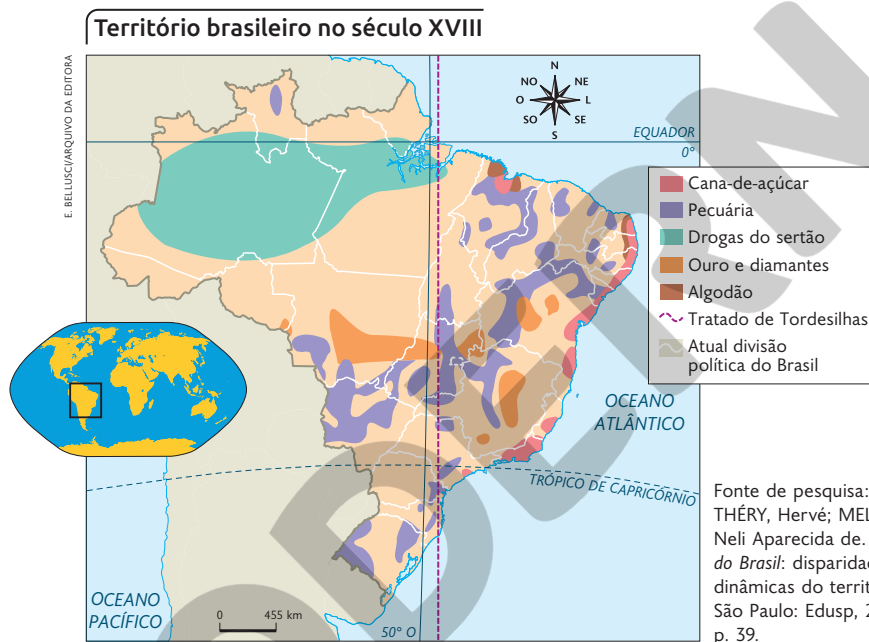 Território brasileiro no século XVIII
E. BELLUSCI/ARQUIVO DA EDITORA
N
NO
NE
O
L
SO
SE
S
EQUADOR
0°
Cana-de-açúcar
Pecuária
Drogas do sertão
Ouro e diamantes
Algodão
Tratado de Tordesilhas
Atual divisão
política do Brasil
OCEANO
ATLÂNTICO
TRÓPICO DE CAPRICÓRNIO
OCEANO
PACÍFICO
0 455 km
50° O
Fonte de pesquisa:
THÉRY, Hervé; MEL
Neli Aparecida de.
do Brasil: disparidad
dinâmicas do territ
São Paulo: Edusp, 2
p. 39.